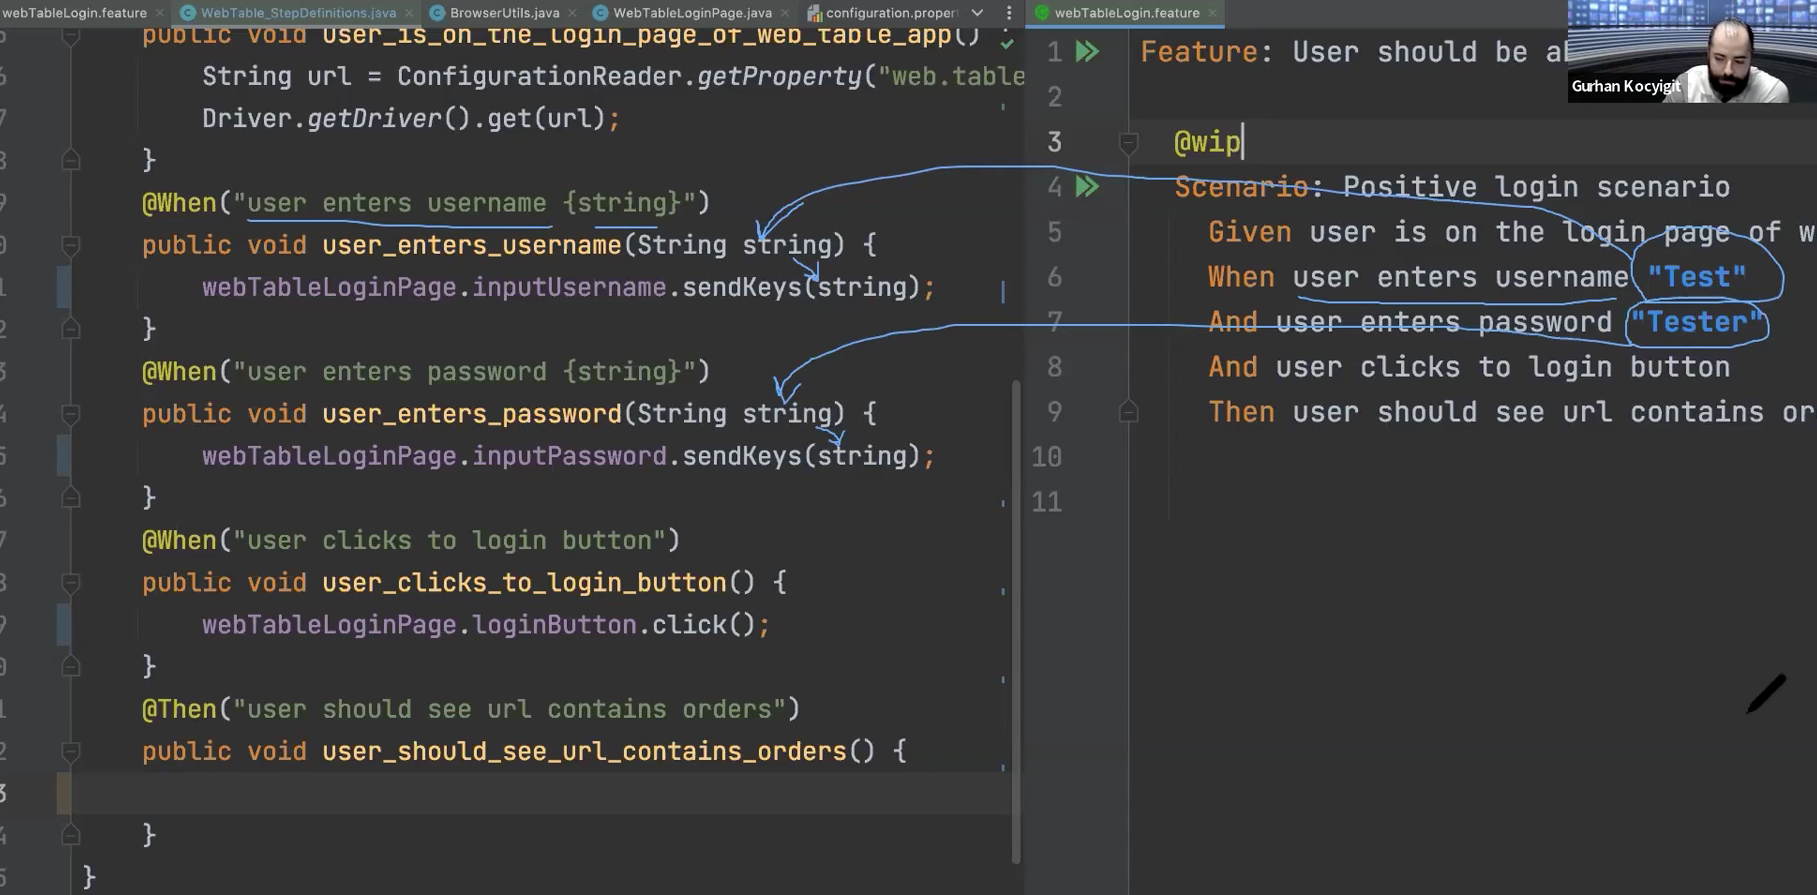 webTableLogin.feature
WebTable_StepDefinitions.java
BrowserUtils.java
WebTableLoginPage.java
configuration.proper
webTableLogin.feature
public void user_is_on_the_login_page_of_web_table_app()
String url = ConfigurationReader.getProperty("web.table
Driver.getDriver().get(url);
}
@When("user enters username {string}")
public void user_enters_username(String string) {
webTableLoginPage.inputUsername.sendKeys(string);
}
@When("user enters password {string}")
public void user_enters_password(String string) {
webTableLoginPage.inputPassword.sendKeys(string);
}
@When("user clicks to login button")
public void user_clicks_to_login_button() {
webTableLoginPage.loginButton.click();
}
@Then("user should see url contains orders")
public void user_should_see_url_contains_orders() {
}
}
1 Feature: User should be a
2
3 @wip
4 Scenario: Positive login scenario
5 Given user is on the login page of w
6 When user enters username "Test"
7 And user enters password "Tester"
8 And user clicks to login button
9 Then user should see url contains or
10
11
Gurhan Kocyigit